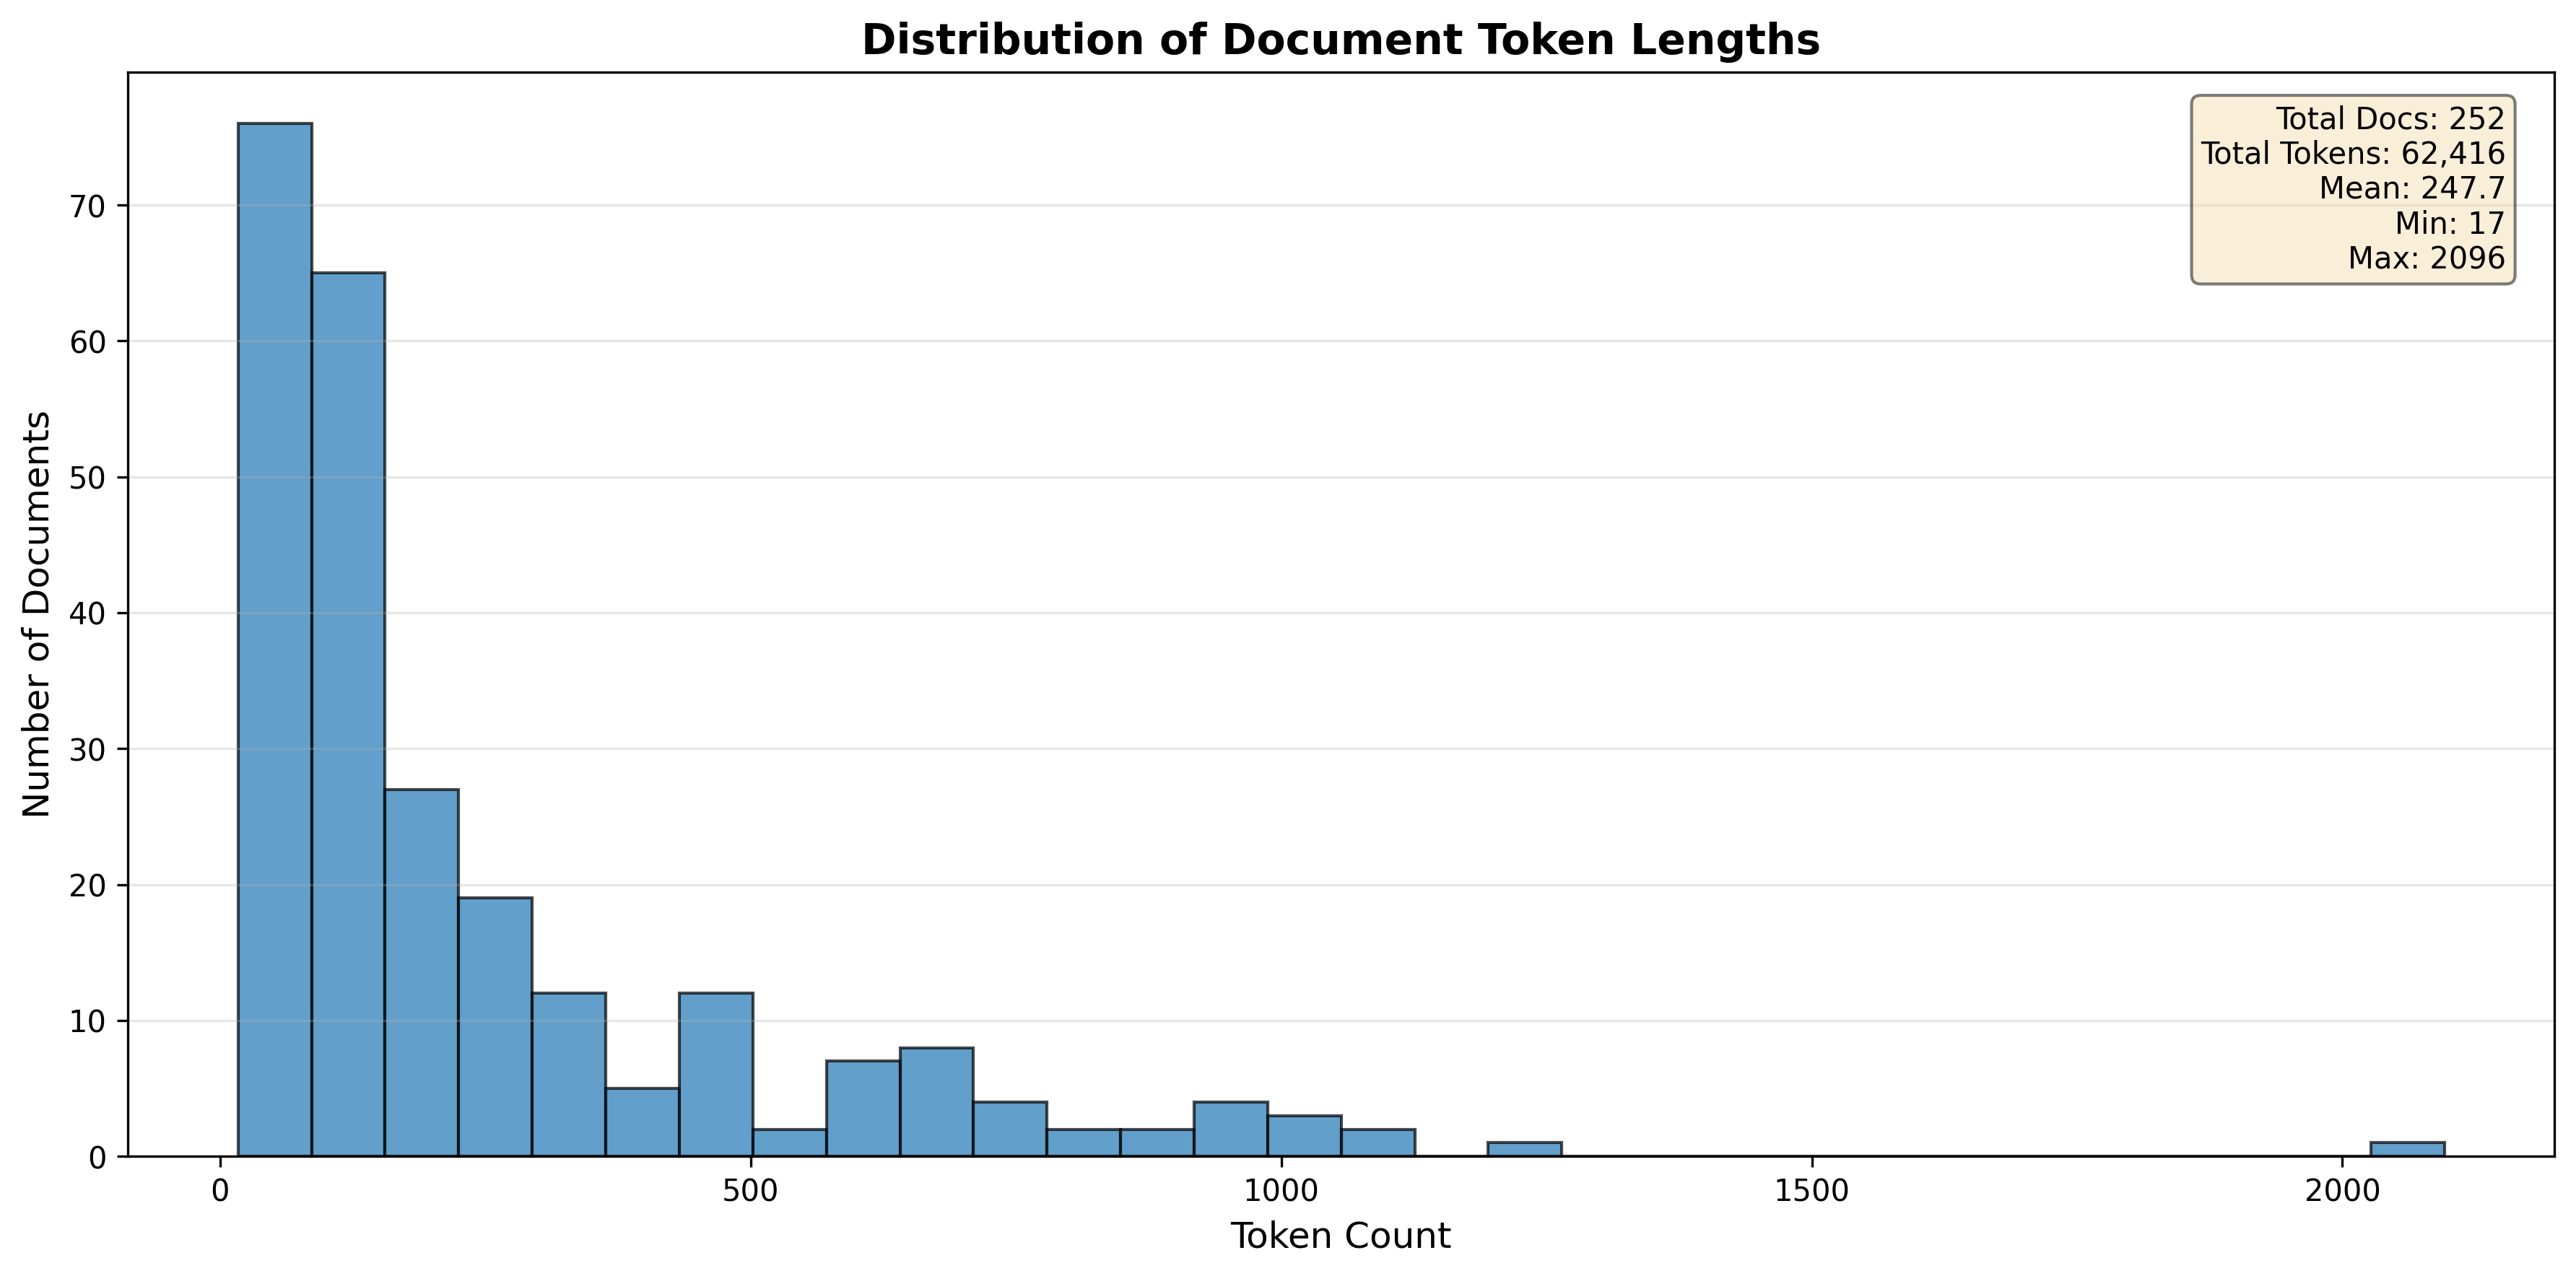 Distribution of Document Token Lengths
Total Docs: 252
Total Tokens: 62,416
Mean: 247.7
Min: 17
Max: 2096
Number of Documents
70
60
50
40
30
20
10
0
0 500 1000 1500 2000
Token Count